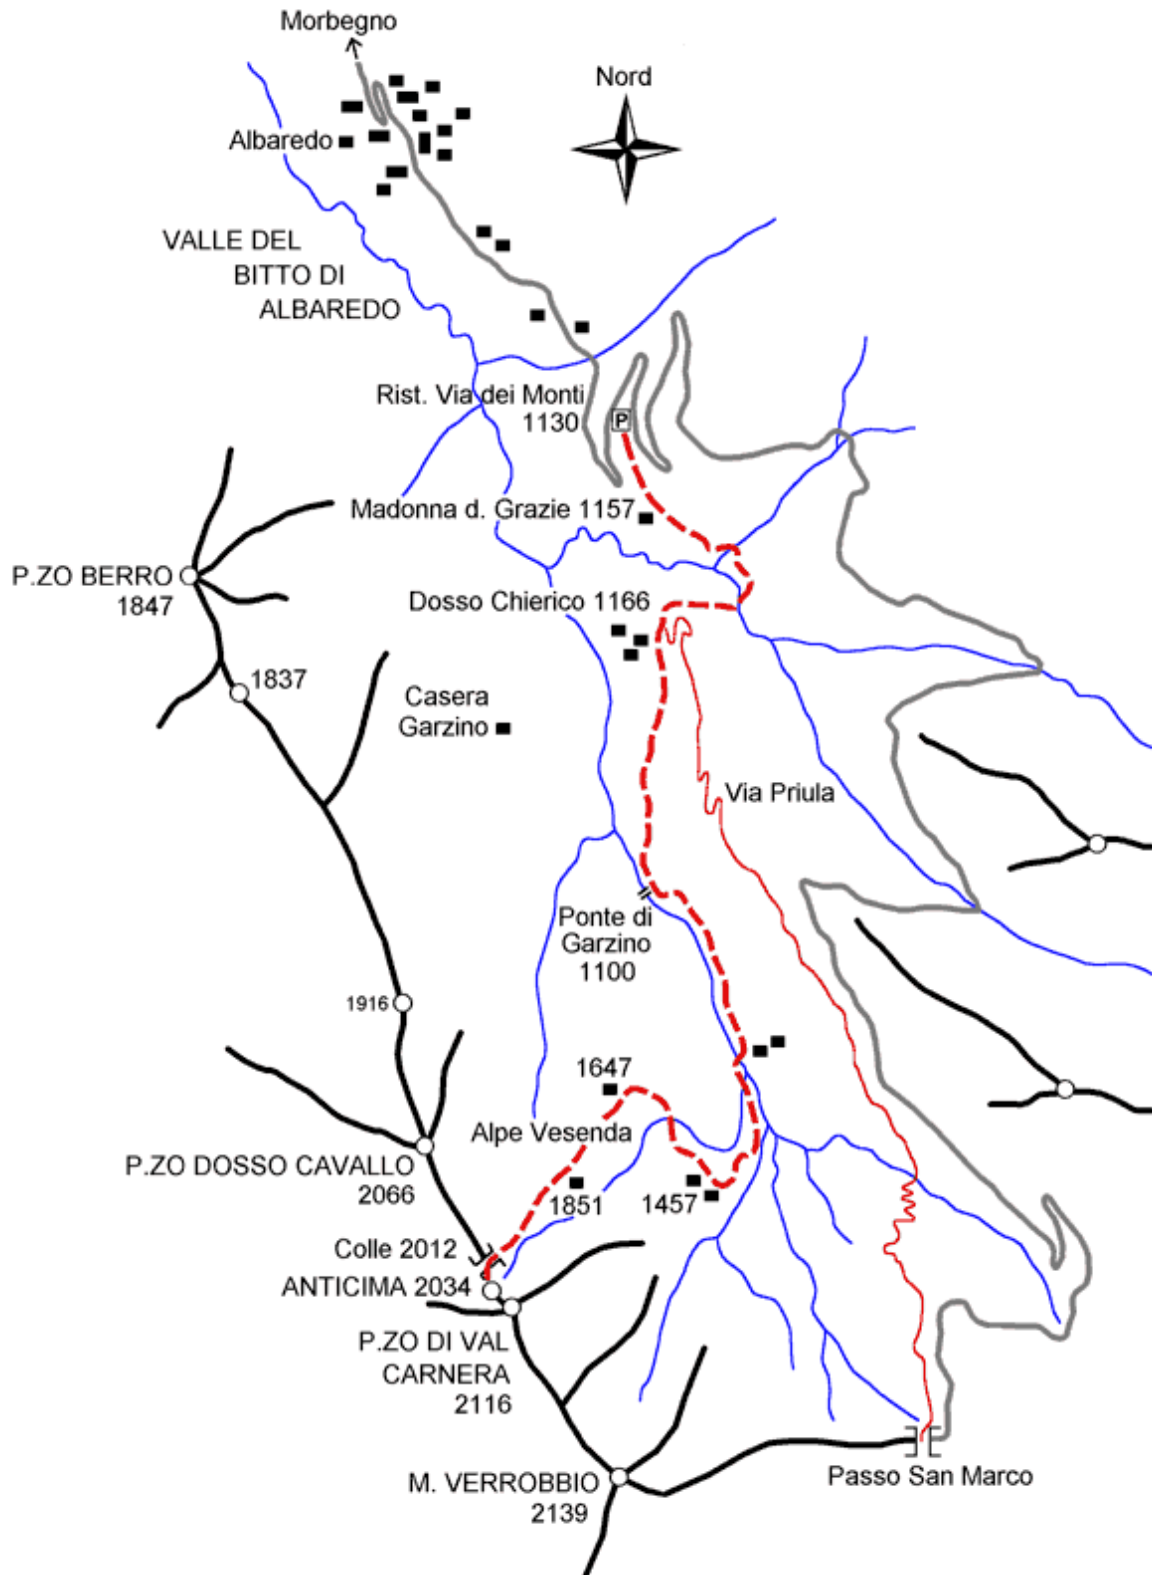 Morbegno
Nord
Albaredo
VALLE DEL
BITTO DI
ALBAREDO
Rist. Via dei Monti
1130
P
Madonna d. Grazie 1157
P.ZO BERRO
1847
Dosso Chierico 1166
1837
Casera
Garzino
Via Priula
Ponte di
Garzino
1100
1916
1647
Alpe Vesenda
P.ZO DOSSO CAVALLO
2066
1851
1457
Colle 2012
ANTICIMA 2034
P.ZO DI VAL
CARNERA
2116
M. VERROBBIO
2139
Passo San Marco